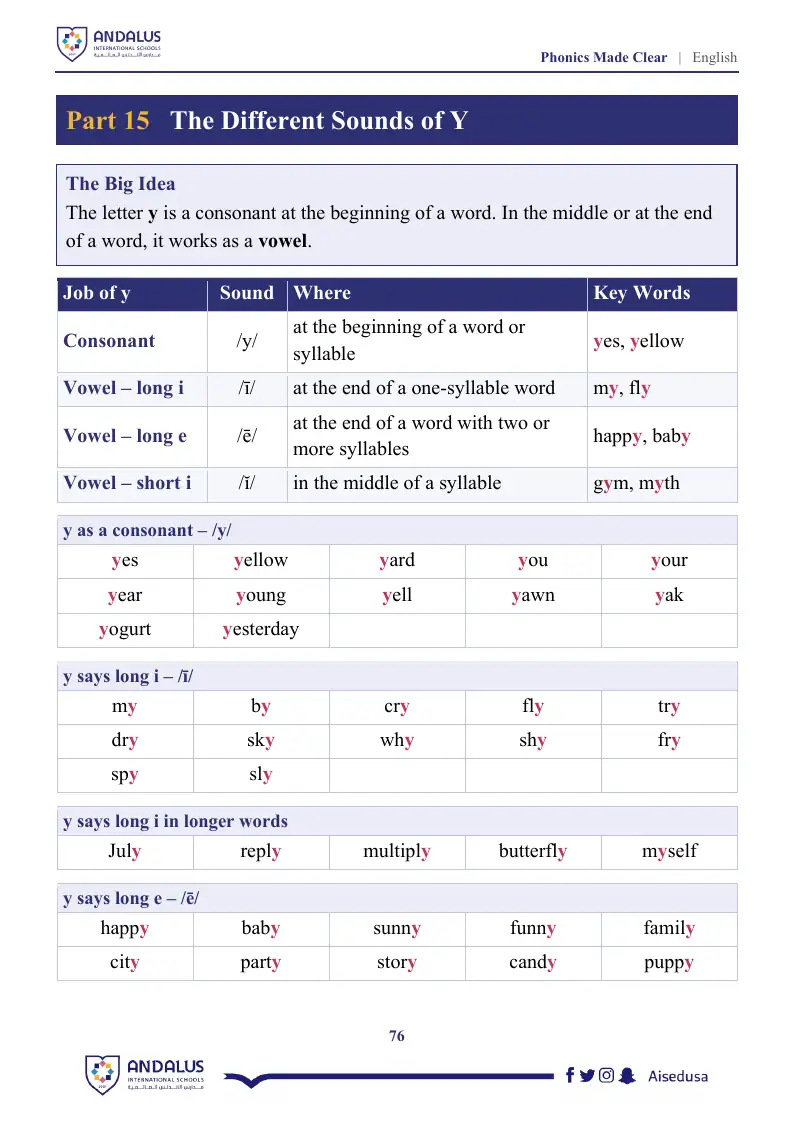 ANDALUS
INTERNATIONAL SCHOOLS
مدارس الأندلس العالمية
Phonics Made Clear | English
Part 15 The Different Sounds of Y
The Big Idea
The letter y is a consonant at the beginning of a word. In the middle or at the end
of a word, it works as a vowel.
Job of y Sound Where Key Words
Consonant /y/ at the beginning of a word or
syllable yes, yellow
Vowel – long i /ī/ at the end of a one-syllable word my, fly
Vowel – long e /ē/ at the end of a word with two or
more syllables happy, baby
Vowel – short i /ĭ/ in the middle of a syllable gym, myth
y as a consonant – /y/
yes yellow yard you your
year young yell yawn yak
yogurt yesterday
y says long i – /ī/
my by cry fly try
dry sky why shy fry
spy sly
y says long i in longer words
July reply multiply butterfly myself
y says long e – /ē/
happy baby sunny funny family
city party story candy puppy
76
ANDALUS
INTERNATIONAL SCHOOLS
مدارس الأندلس العالمية
Aisedusa